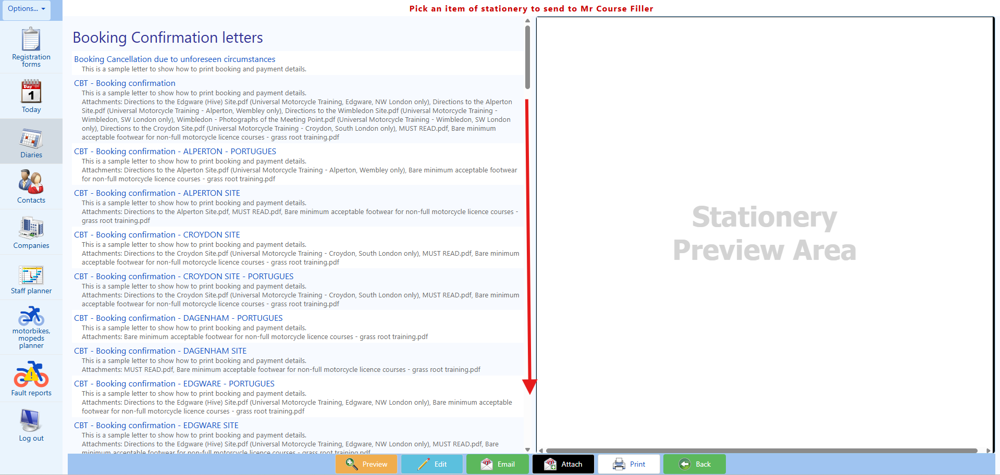 Options...
Pick an item of stationery to send to Mr Course Filler
Registration
forms
Day
1
Today
Diaries
Contacts
Companies
Staff planner
motorbikes,
mopeds
planner
Fault reports
Log out
Booking Confirmation letters
Booking Cancellation due to unforeseen circumstances
This is a sample letter to show how to print booking and payment details.
CBT - Booking confirmation
This is a sample letter to show how to print booking and payment details.
Attachments: Directions to the Edgware (Hive) Site.pdf (Universal Motorcycle Training, Edgware, NW London only), Directions to the Alperton
Site.pdf (Universal Motorcycle Training - Alperton, Wembley only), Directions to the Wimbledon Site.pdf (Universal Motorcycle Training -
Wimbledon, SW London only), Wimbledon - Photographs of the Meeting Point.pdf (Universal Motorcycle Training - Wimbledon, SW London
only), Directions to the Croydon Site.pdf (Universal Motorcycle Training - Croydon, South London only), MUST READ.pdf, Bare minimum
acceptable footwear for non-full motorcycle licence courses - grass root training.pdf
CBT - Booking confirmation - ALPERTON - PORTUGUES
This is a sample letter to show how to print booking and payment details.
Attachments: Directions to the Alperton Site.pdf (Universal Motorcycle Training - Alperton, Wembley only), Bare minimum acceptable footwear
for non-full motorcycle licence courses - grass root training.pdf
CBT - Booking confirmation - ALPERTON SITE
This is a sample letter to show how to print booking and payment details.
Attachments: Directions to the Alperton Site.pdf, MUST READ.pdf, Bare minimum acceptable footwear for non-full motorcycle licence courses -
grass root training.pdf
CBT - Booking confirmation - CROYDON SITE
This is a sample letter to show how to print booking and payment details.
Attachments: Directions to the Croydon Site.pdf (Universal Motorcycle Training - Croydon, South London only), MUST READ.pdf, Bare minimum
acceptable footwear for non-full motorcycle licence courses - grass root training.pdf
CBT - Booking confirmation - CROYDON SITE - PORTUGUES
This is a sample letter to show how to print booking and payment details.
Attachments: Directions to the Croydon Site.pdf (Universal Motorcycle Training - Croydon, South London only), MUST READ.pdf, Bare minimum
acceptable footwear for non-full motorcycle licence courses - grass root training.pdf
CBT - Booking confirmation - DAGENHAM - PORTUGUES
This is a sample letter to show how to print booking and payment details.
Attachments: Bare minimum acceptable footwear for non-full motorcycle licence courses - grass root training.pdf
CBT - Booking confirmation - DAGENHAM SITE
This is a sample letter to show how to print booking and payment details.
Attachments: MUST READ.pdf, Bare minimum acceptable footwear for non-full motorcycle licence courses - grass root training.pdf
CBT - Booking confirmation - EDGWARE - PORTUGUES
This is a sample letter to show how to print booking and payment details.
Attachments: Directions to the Edgware (Hive) Site.pdf (Universal Motorcycle Training, Edgware, NW London only), Bare minimum acceptable
footwear for non-full motorcycle licence courses - grass root training.pdf
CBT - Booking confirmation - EDGWARE SITE
This is a sample letter to show how to print booking and payment details.
Attachments: Directions to the Edgware (Hive) Site.pdf (Universal Motorcycle Training, Edgware, NW London only), MUST READ.pdf, Bare
minimum acceptable footwear for non-full motorcycle licence courses - grass root training.pdf
Stationery
Preview Area
Preview
Edit
Email
Attach
Print
Back